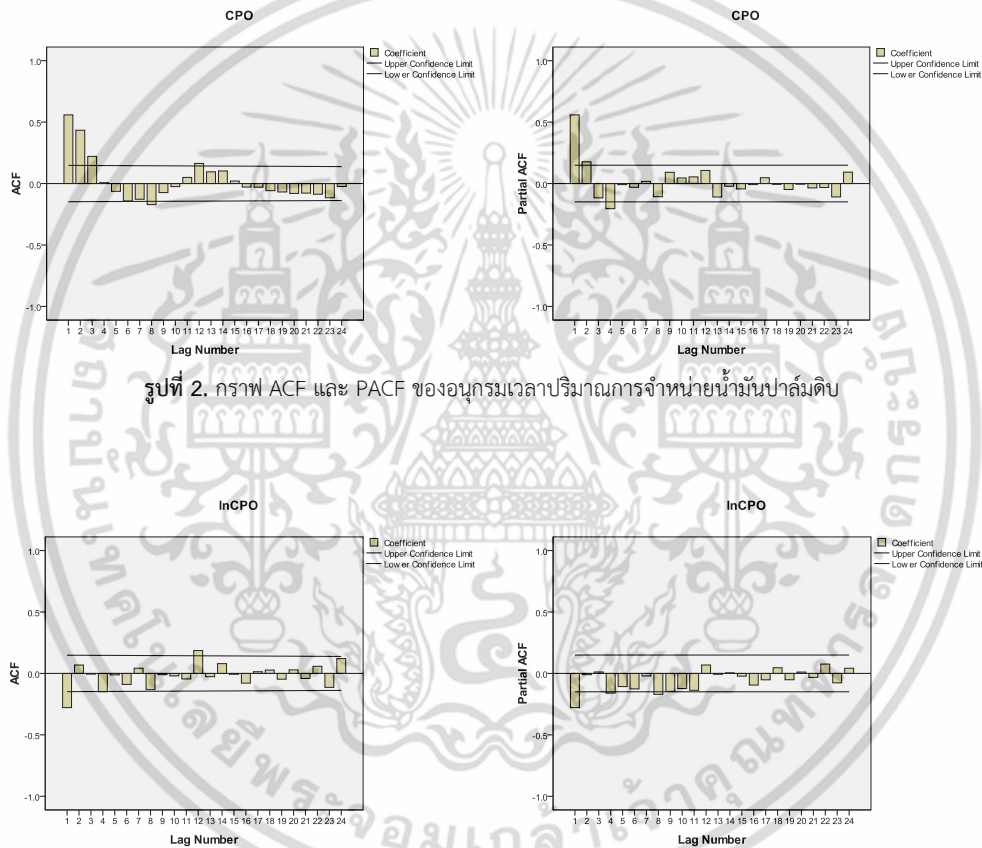 CPO
1.0
0.5
0.0
-0.5
-1.0
ACF
1 2 3 4 5 6 7 8 9 10 11 12 13 14 15 16 17 18 19 20 21 22 23 24
Lag Number
Coefficient
Upper Confidence Limit
Lower Confidence Limit
CPO
1.0
0.5
0.0
-0.5
-1.0
Partial ACF
1 2 3 4 5 6 7 8 9 10 11 12 13 14 15 16 17 18 19 20 21 22 23 24
Lag Number
Coefficient
Upper Confidence Limit
Lower Confidence Limit
รูปที่ 2. กราฟ ACF และ PACF ของอนุกรมเวลาปริมาณการจำหน่ายน้ำมันปาล์มดิบ
lnCPO
1.0
0.5
0.0
-0.5
-1.0
ACF
1 2 3 4 5 6 7 8 9 10 11 12 13 14 15 16 17 18 19 20 21 22 23 24
Lag Number
Coefficient
Upper Confidence Limit
Lower Confidence Limit
lnCPO
1.0
0.5
0.0
-0.5
-1.0
Partial ACF
1 2 3 4 5 6 7 8 9 10 11 12 13 14 15 16 17 18 19 20 21 22 23 24
Lag Number
Coefficient
Upper Confidence Limit
Lower Confidence Limit